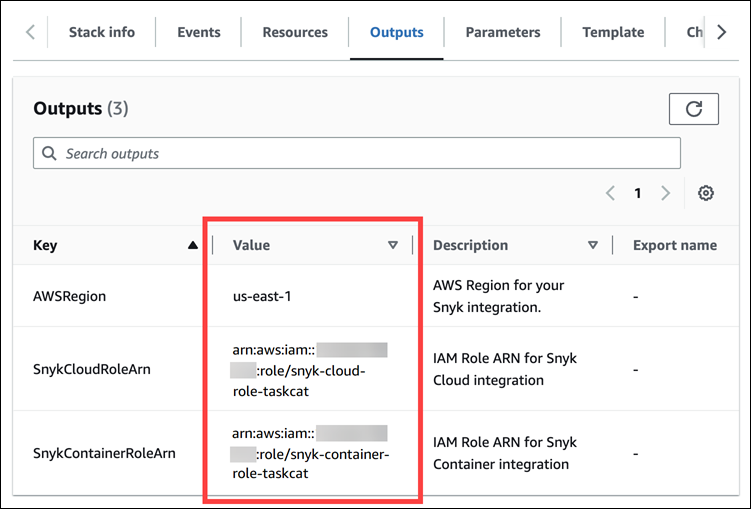 Stack info
Events
Resources
Outputs
Parameters
Template
Ch
Outputs (3)
Search outputs
1
Key
Value
Description
Export name
AWSRegion
us-east-1
AWS Region for your
Snyk integration.
-
SnykCloudRoleArn
arn:aws:iam::
:role/snyk-cloud-
role-taskcat
IAM Role ARN for Snyk
Cloud integration
-
SnykContainerRoleArn
arn:aws:iam::
:role/snyk-container-
role-taskcat
IAM Role ARN for Snyk
Container integration
-